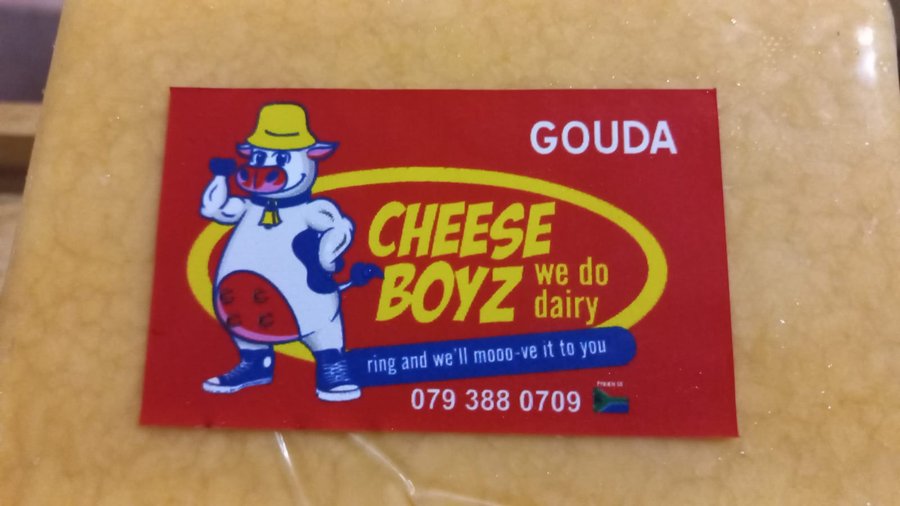 GOUDA
CHEESE
BOYZ
we do
dairy
ring and we'll mooo-ve it to you
079 388 0709